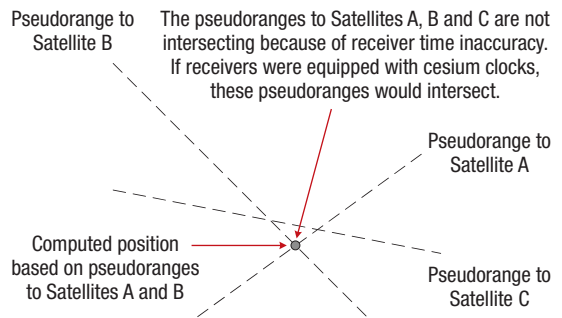 Pseudorange to
Satellite B
The pseudoranges to Satellites A, B and C are not
intersecting because of receiver time inaccuracy.
If receivers were equipped with cesium clocks,
these pseudoranges would intersect.
Pseudorange to
Satellite A
Computed position
based on pseudoranges
to Satellites A and B
Pseudorange to
Satellite C